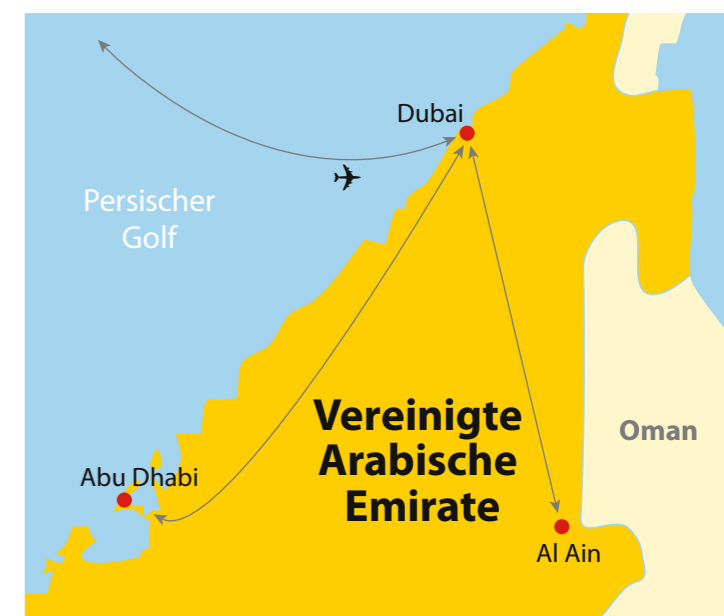 Dubai
Persischer
Golf
Vereinigte
Arabische
Emirate
Oman
Abu Dhabi
Al Ain